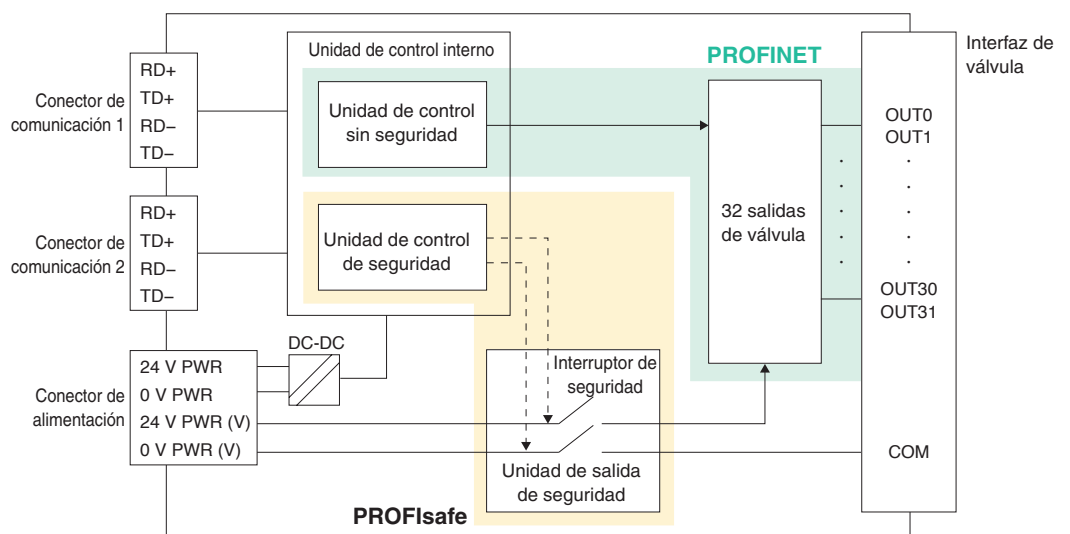 Conector de
comunicación 1
RD+
TD+
RD−
TD−
Conector de
comunicación 2
RD+
TD+
RD−
TD−
Conector de
alimentación
24 V PWR
0 V PWR
24 V PWR (V)
0 V PWR (V)
DC-DC
Unidad de control interno
Unidad de control
sin seguridad
Unidad de control
de seguridad
PROFINET
32 salidas
de válvula
Interruptor de
seguridad
Unidad de salida
de seguridad
PROFIsafe
Interfaz de
válvula
OUT0
OUT1
OUT30
OUT31
COM